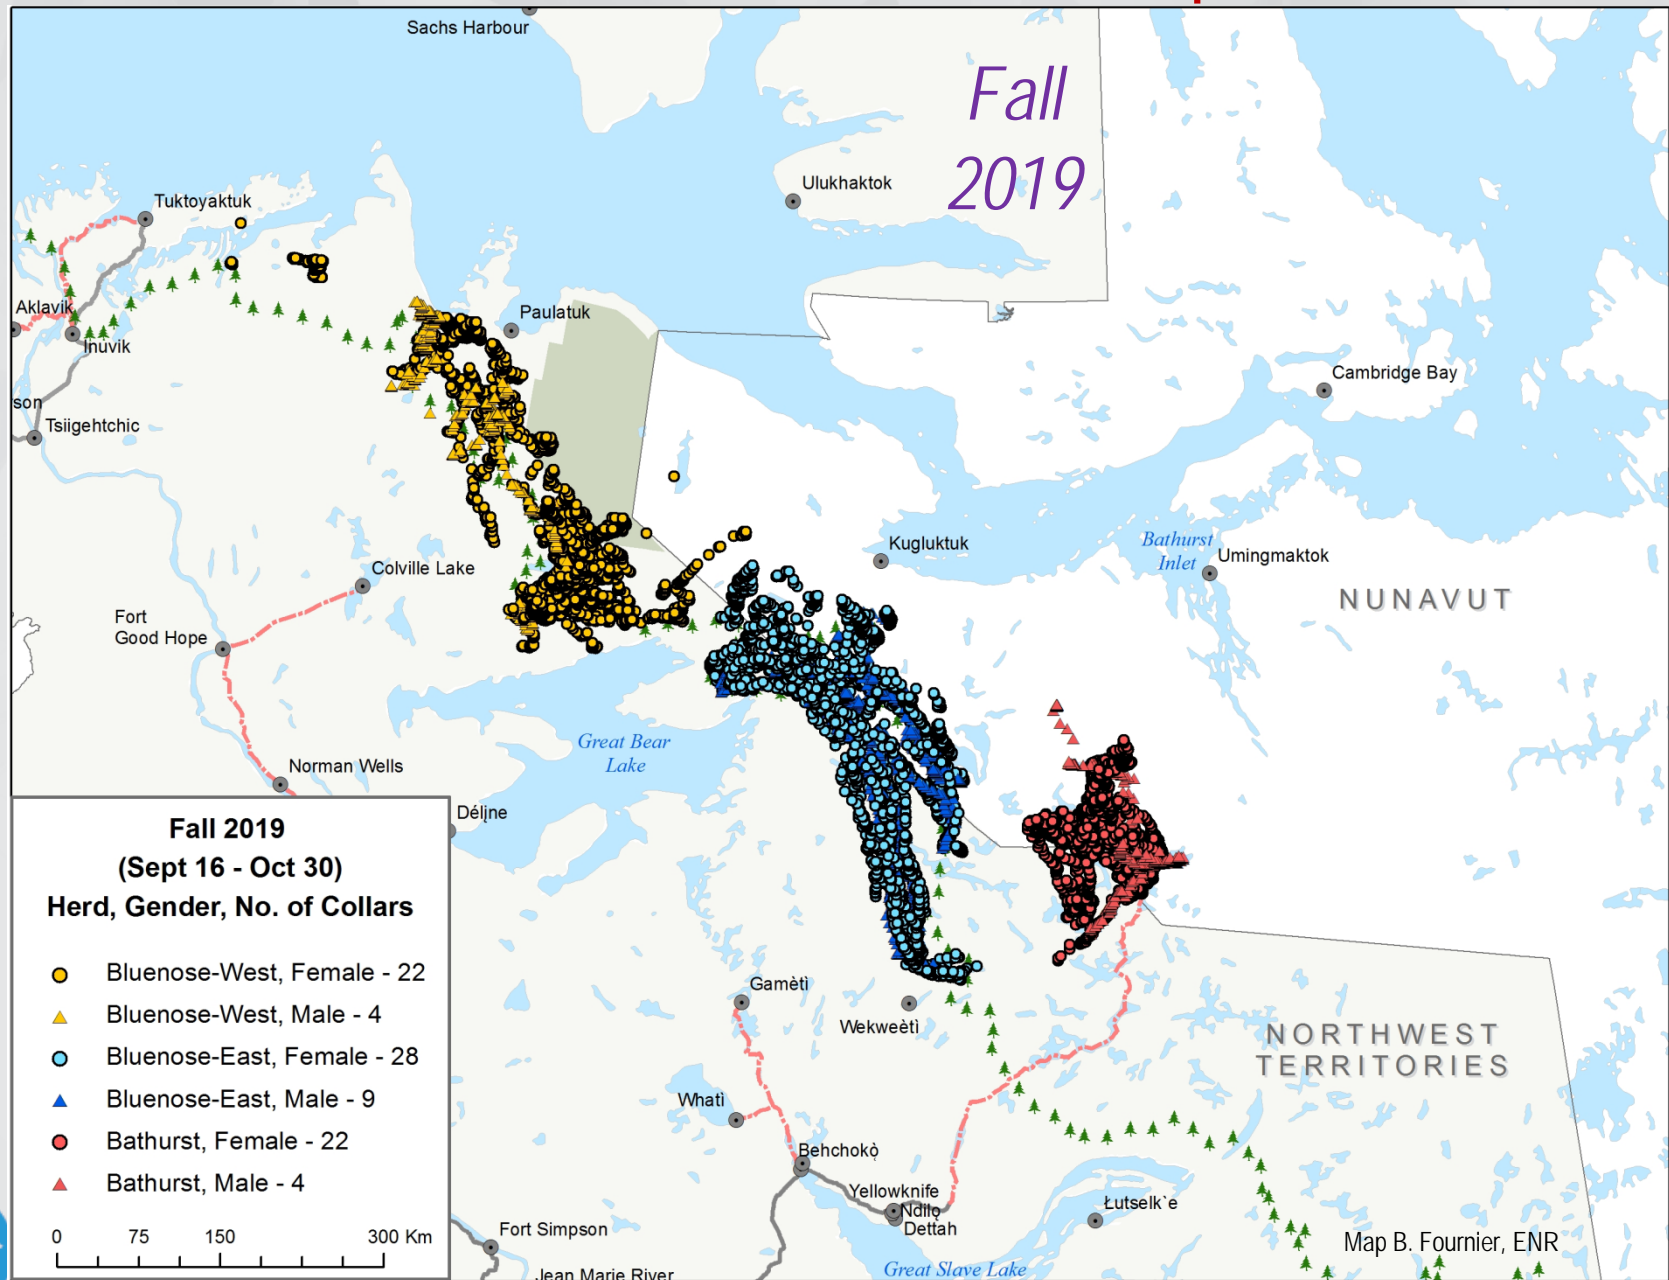 Sachs Harbour
Fall
2019
Ulukhaktok
Tuktoyaktuk
Aklavik
Inuvik
Paulatuk
Cambridge Bay
son
Tsiigehtchic
Kugluktuk
Bathurst
Inlet
Umingmaktok
Colville Lake
NUNAVUT
Fort
Good Hope
Great Bear
Lake
Norman Wells
Délı̨ne
Fall 2019
(Sept 16 - Oct 30)
Herd, Gender, No. of Collars
Bluenose-West, Female - 22
Bluenose-West, Male - 4
Bluenose-East, Female - 28
Bluenose-East, Male - 9
Bathurst, Female - 22
Bathurst, Male - 4
0 75 150 300 Km
Gamètì
Wekweètì
NORTHWEST
TERRITORIES
Whatì
Behchokọ̀
Yellowknife
Ndilǫ
Dettah
Łutselk`e
Fort Simpson
Jean Marie River
Great Slave Lake
Map B. Fournier, ENR